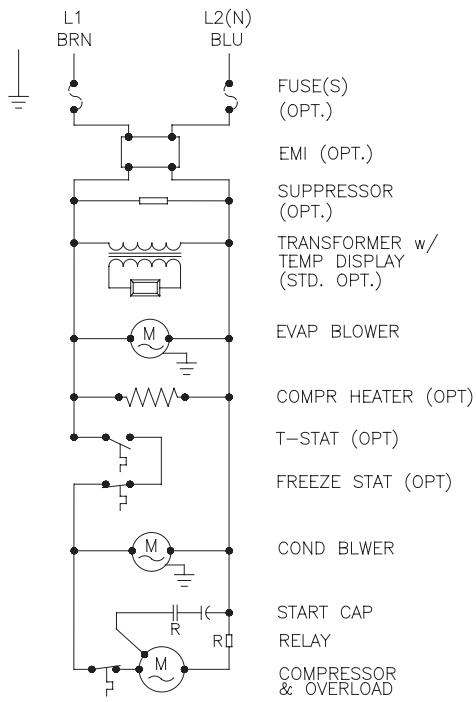 L1
BRN
L2(N)
BLU
FUSE(S)
(OPT.)
EMI (OPT.)
SUPPRESSOR
(OPT.)
TRANSFORMER w/
TEMP DISPLAY
(STD. OPT.)
M
EVAP BLOWER
COMPR HEATER (OPT)
T-STAT (OPT)
FREEZE STAT (OPT)
M
COND BLWER
START CAP
R
R
RELAY
M
COMPRESSOR
& OVERLOAD